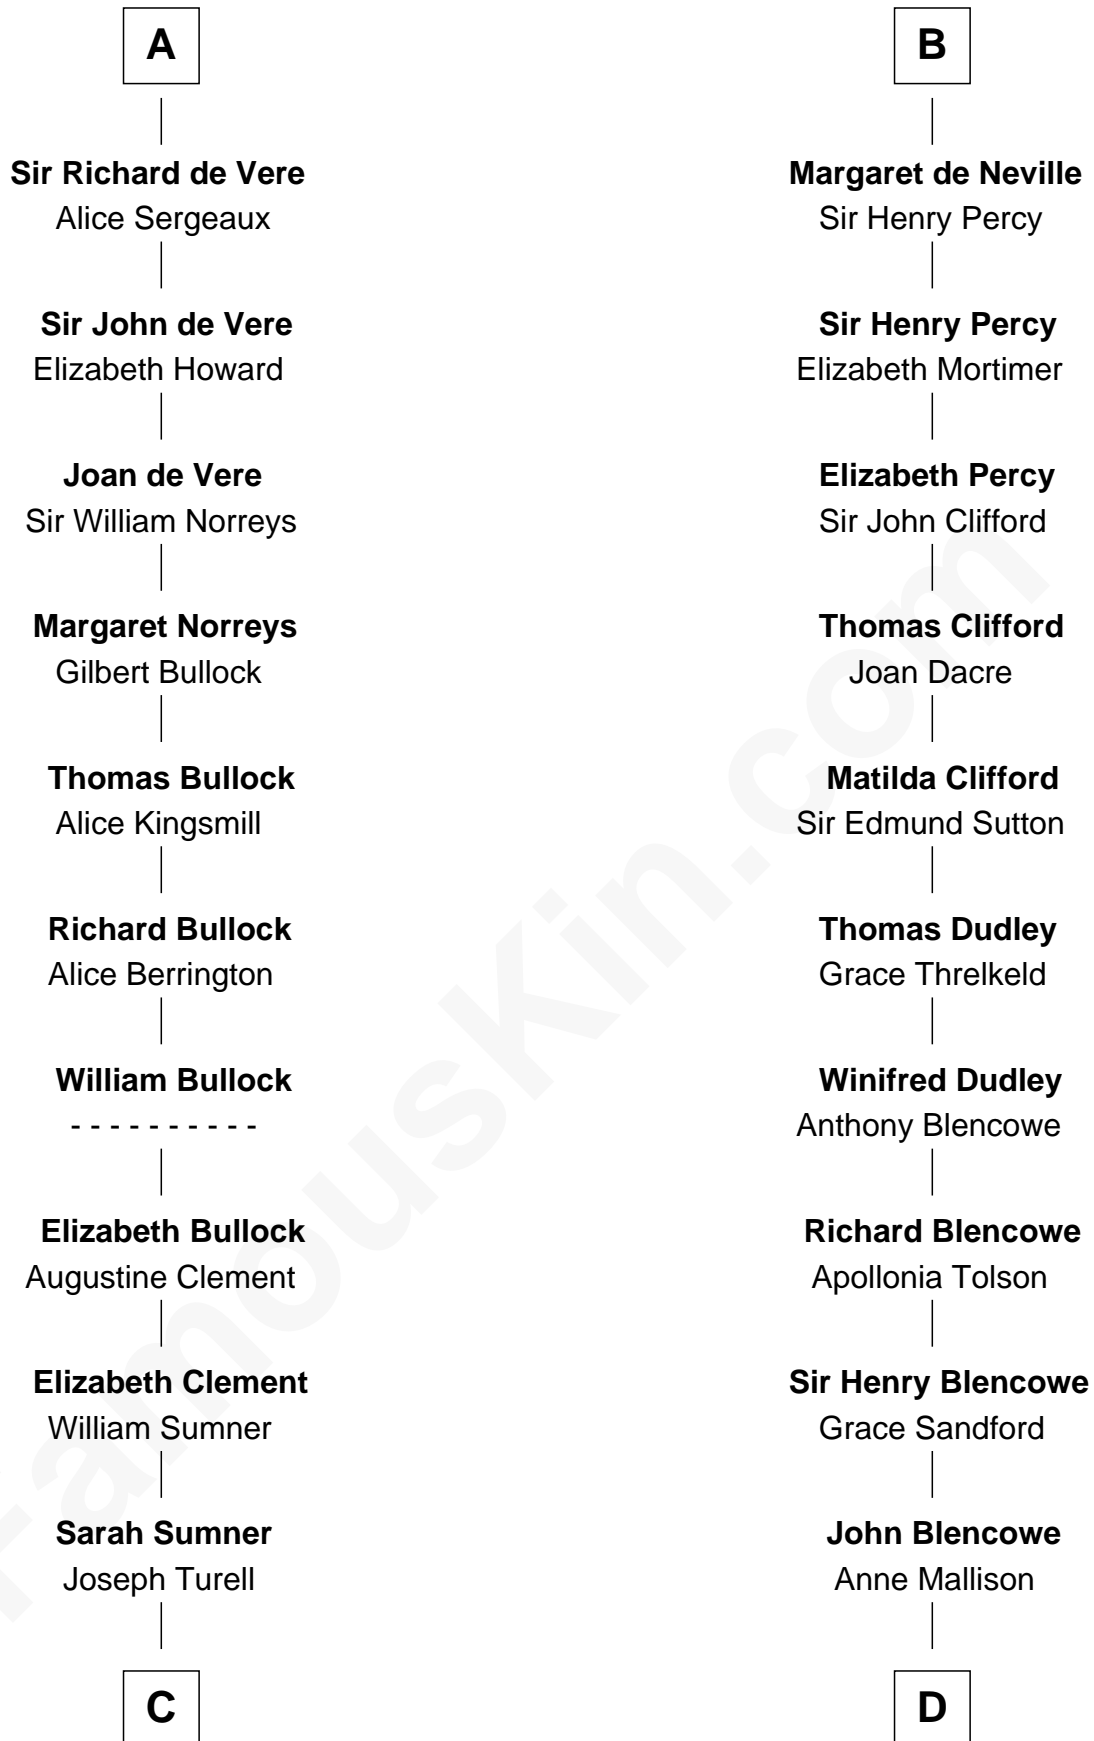 A
Sir Richard de Vere
Alice Sergeaux
Sir John de Vere
Elizabeth Howard
Joan de Vere
Sir William Norreys
Margaret Norreys
Gilbert Bullock
Thomas Bullock
Alice Kingsmill
Richard Bullock
Alice Berrington
William Bullock
- - - - - - - - - -
Elizabeth Bullock
Augustine Clement
Elizabeth Clement
William Sumner
Sarah Sumner
Joseph Turell
C
B
Margaret de Neville
Sir Henry Percy
Sir Henry Percy
Elizabeth Mortimer
Elizabeth Percy
Sir John Clifford
Thomas Clifford
Joan Dacre
Matilda Clifford
Sir Edmund Sutton
Thomas Dudley
Grace Threlkeld
Winifred Dudley
Anthony Blencowe
Richard Blencowe
Apollonia Tolson
Sir Henry Blencowe
Grace Sandford
John Blencowe
Anne Mallison
D
FamousKin.com